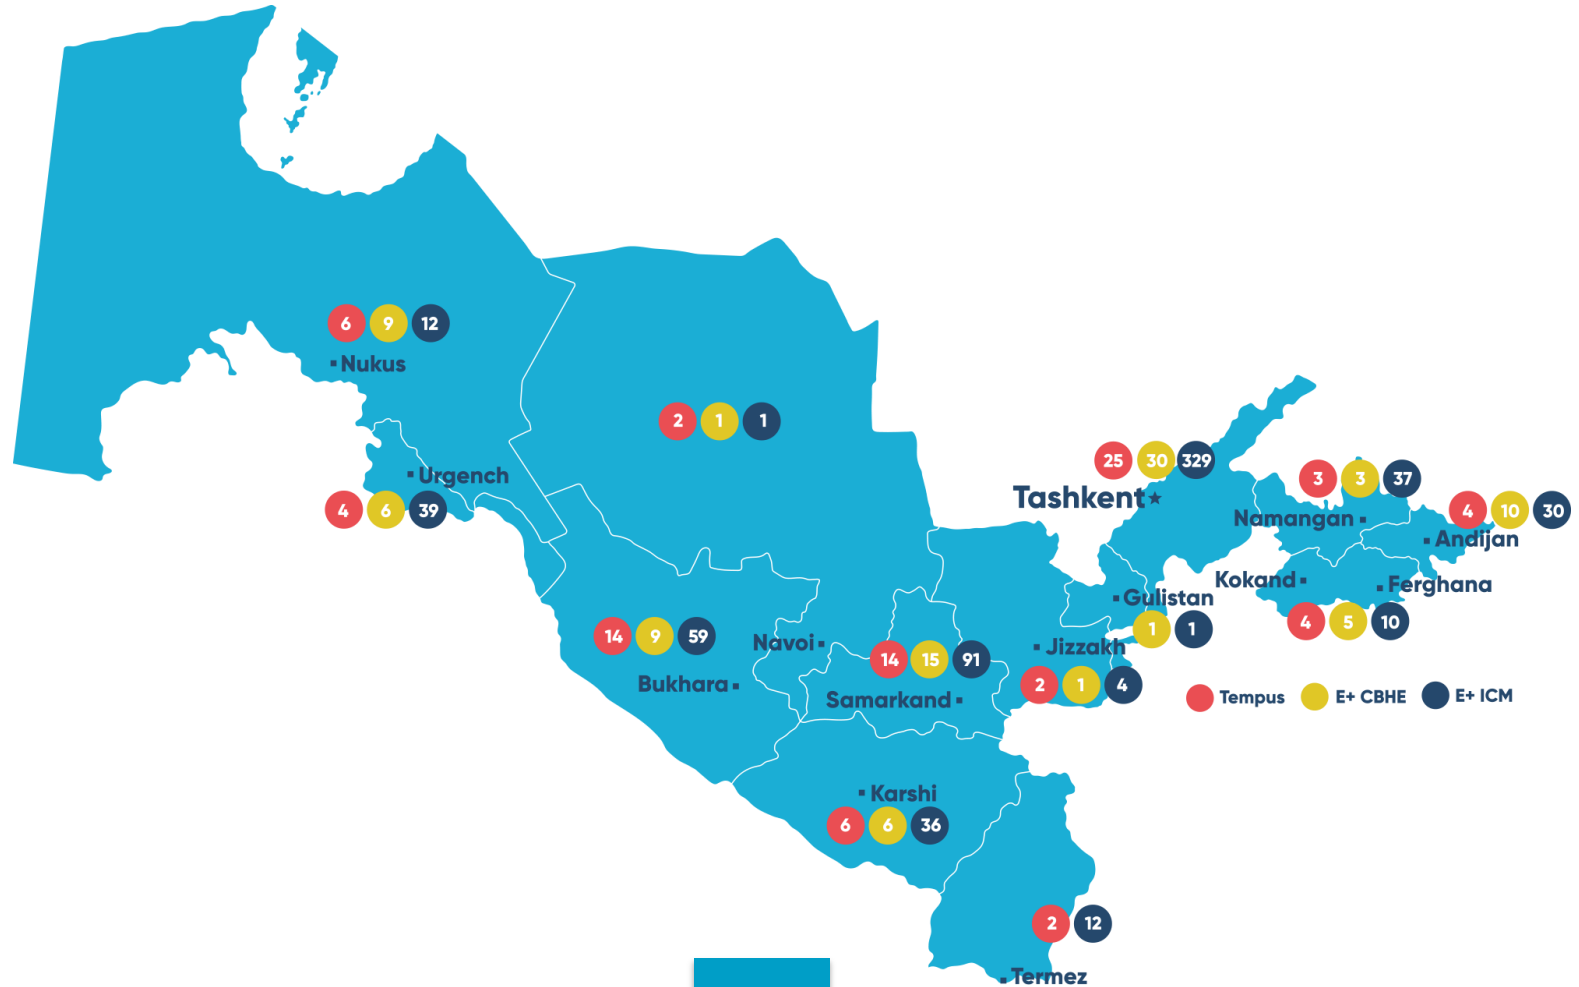 6 9 12
Nukus
2 1 1
Urgench
4 6 39
25 30 329
Tashkent
3 3 37
Namangan
4 10 30
Andijan
Kokand
Ferghana
4 5 10
Gulistan
1 1
14 9 59
Navoi
Bukhara
14 15 91
Samarkand
Jizzakh
2 1 4
Tempus E+ CBHE E+ ICM
Karshi
6 6 36
2 12
Termez